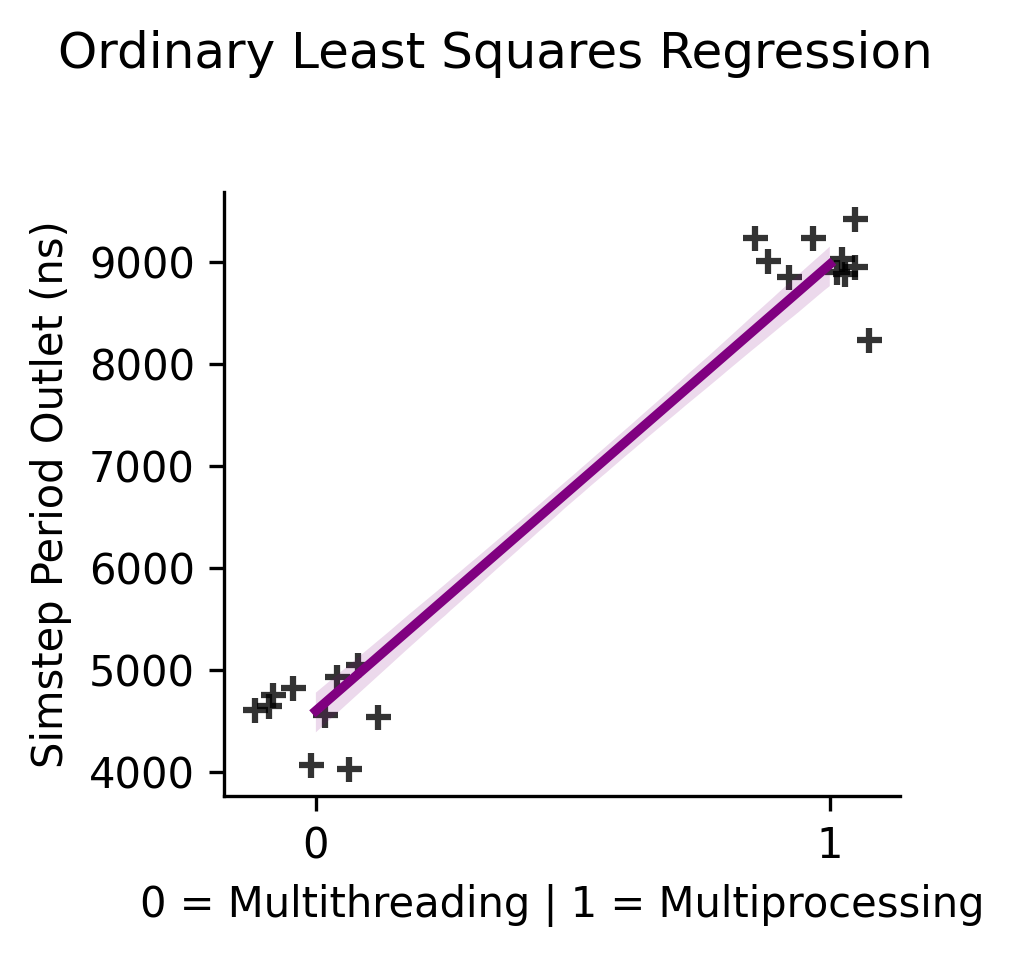 Ordinary Least Squares Regression
Simstep Period Outlet (ns)
9000
8000
7000
6000
5000
4000
0
1
0 = Multithreading | 1 = Multiprocessing